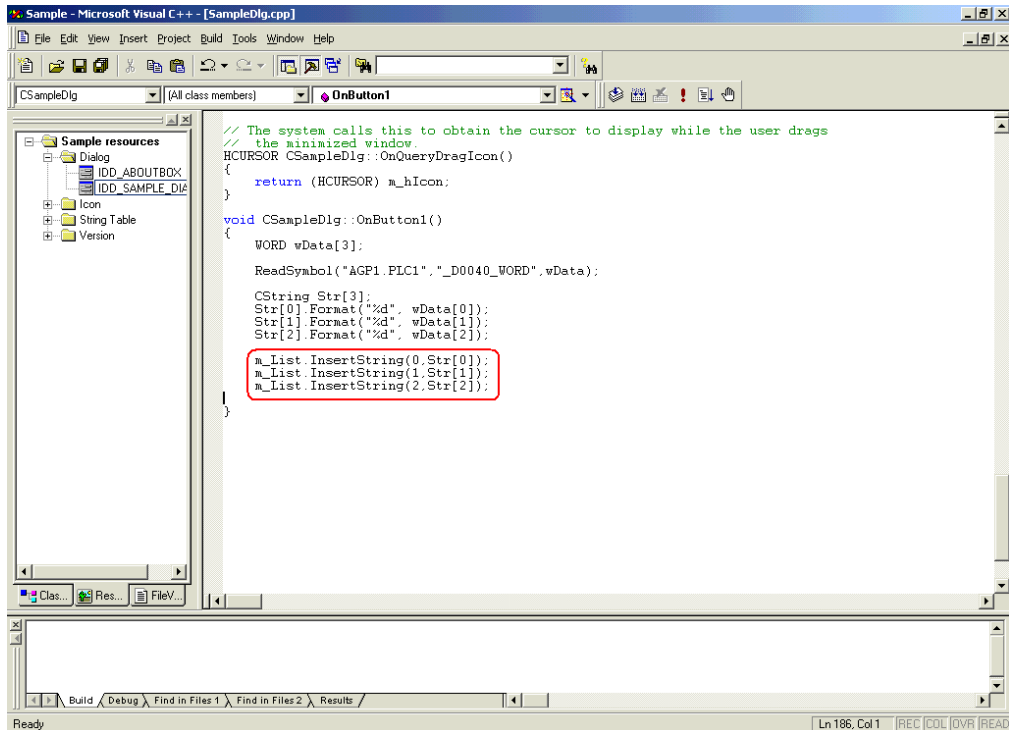 Sample - Microsoft Visual C++ - [SampleDlg.cpp]
File Edit View Insert Project Build Tools Window Help
CSampleDlg (All class members) OnButton1
Sample resources
Dialog
IDD_ABOUTBOX
IDD_SAMPLE_DIA
Icon
String Table
Version
// The system calls this to obtain the cursor to display while the user drags
//  the minimized window.
HCURSOR CSampleDlg::OnQueryDragIcon()
{
    return (HCURSOR) m_hIcon;
}
void CSampleDlg::OnButton1()
{
    WORD wData[3];
    ReadSymbol("AGP1.PLC1","_D0040_WORD",wData);
    CString Str[3];
    Str[0].Format("%d", wData[0]);
    Str[1].Format("%d", wData[1]);
    Str[2].Format("%d", wData[2]);
    m_List.InsertString(0,Str[0]);
    m_List.InsertString(1,Str[1]);
    m_List.InsertString(2,Str[2]);
}
Clas... Res... FileV...
Build Debug Find in Files 1 Find in Files 2 Results
Ready Ln 186, Col 1 REC COL OVR READ